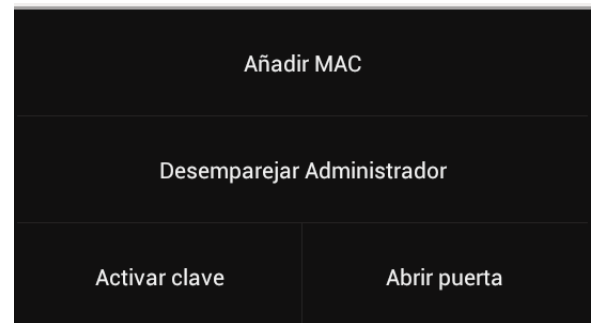 Añadir MAC
Desemparejar Administrador
Activar clave
Abrir puerta